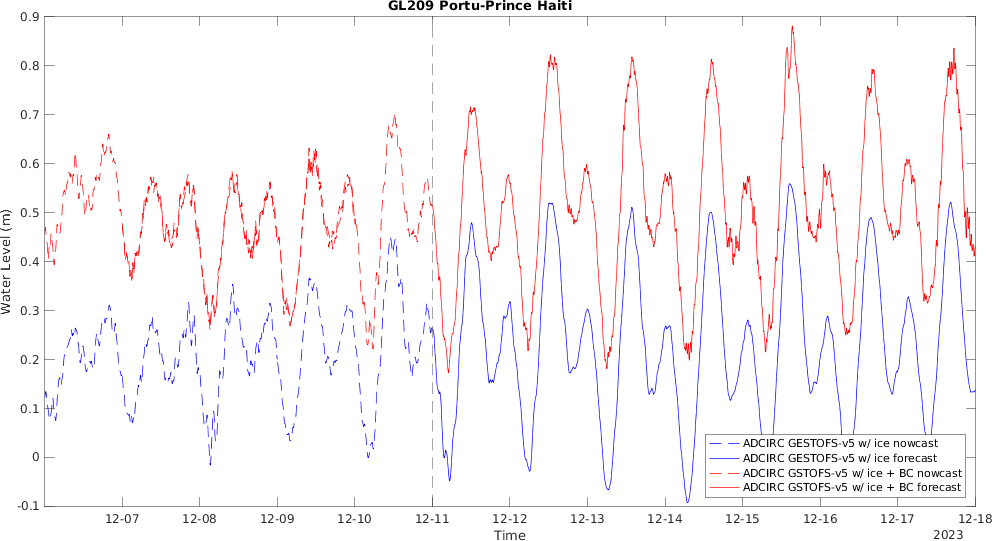 GL209 Portu-Prince Haiti
Water Level (m)
0.9
0.8
0.7
0.6
0.5
0.4
0.3
0.2
0.1
0
-0.1
ADCIRC GESTOFS-v5 w/ ice nowcast
ADCIRC GESTOFS-v5 w/ ice forecast
ADCIRC GSTOFS-v5 w/ ice + BC nowcast
ADCIRC GSTOFS-v5 w/ ice + BC forecast
12-07 12-08 12-09 12-10 12-11 12-12 12-13 12-14 12-15 12-16 12-17 12-18
Time
2023